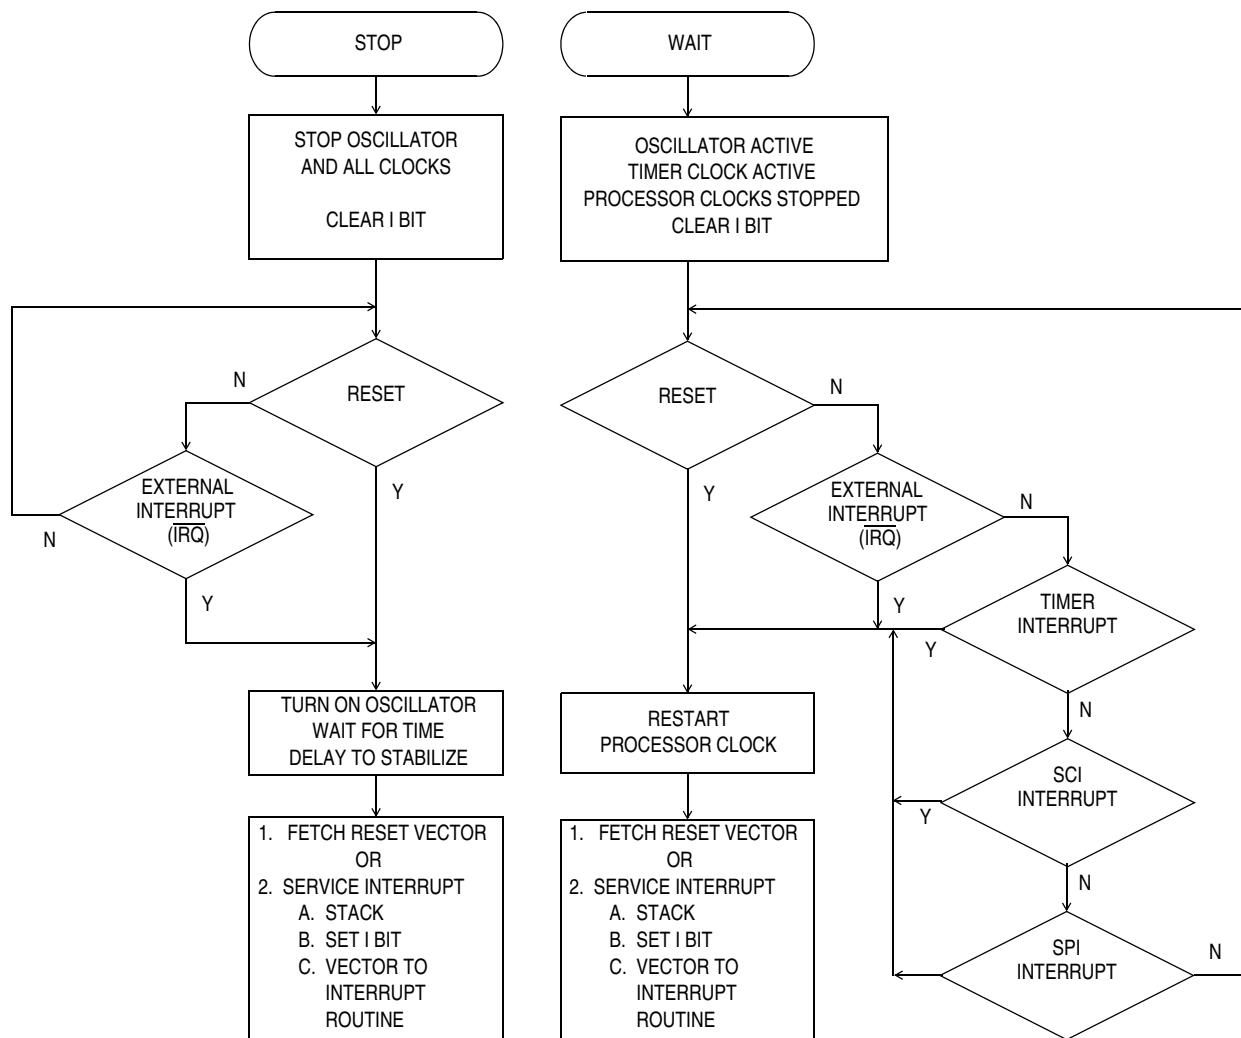 STOP
STOP OSCILLATOR
AND ALL CLOCKS
CLEAR I BIT
RESET
N
Y
EXTERNAL
INTERRUPT
(IRQ)
N
Y
TURN ON OSCILLATOR
WAIT FOR TIME
DELAY TO STABILIZE
1. FETCH RESET VECTOR
OR
2. SERVICE INTERRUPT
A. STACK
B. SET I BIT
C. VECTOR TO
INTERRUPT
ROUTINE
WAIT
OSCILLATOR ACTIVE
TIMER CLOCK ACTIVE
PROCESSOR CLOCKS STOPPED
CLEAR I BIT
RESET
N
Y
EXTERNAL
INTERRUPT
(IRQ)
N
Y
TIMER
INTERRUPT
Y
N
SCI
INTERRUPT
Y
N
SPI
INTERRUPT
N
RESTART
PROCESSOR CLOCK
1. FETCH RESET VECTOR
OR
2. SERVICE INTERRUPT
A. STACK
B. SET I BIT
C. VECTOR TO
INTERRUPT
ROUTINE